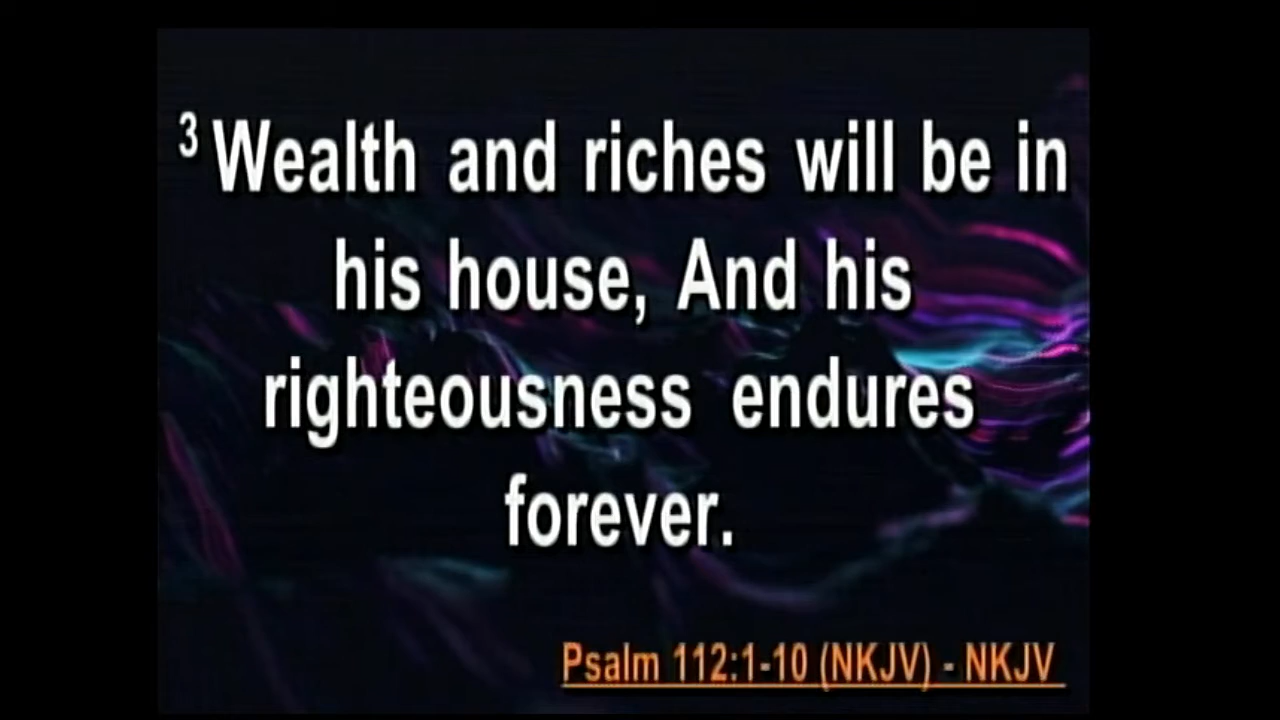 3 Wealth and riches will be in
his house, And his
righteousness endures
forever.
Psalm 112:1-10 (NKJV) - NKJV